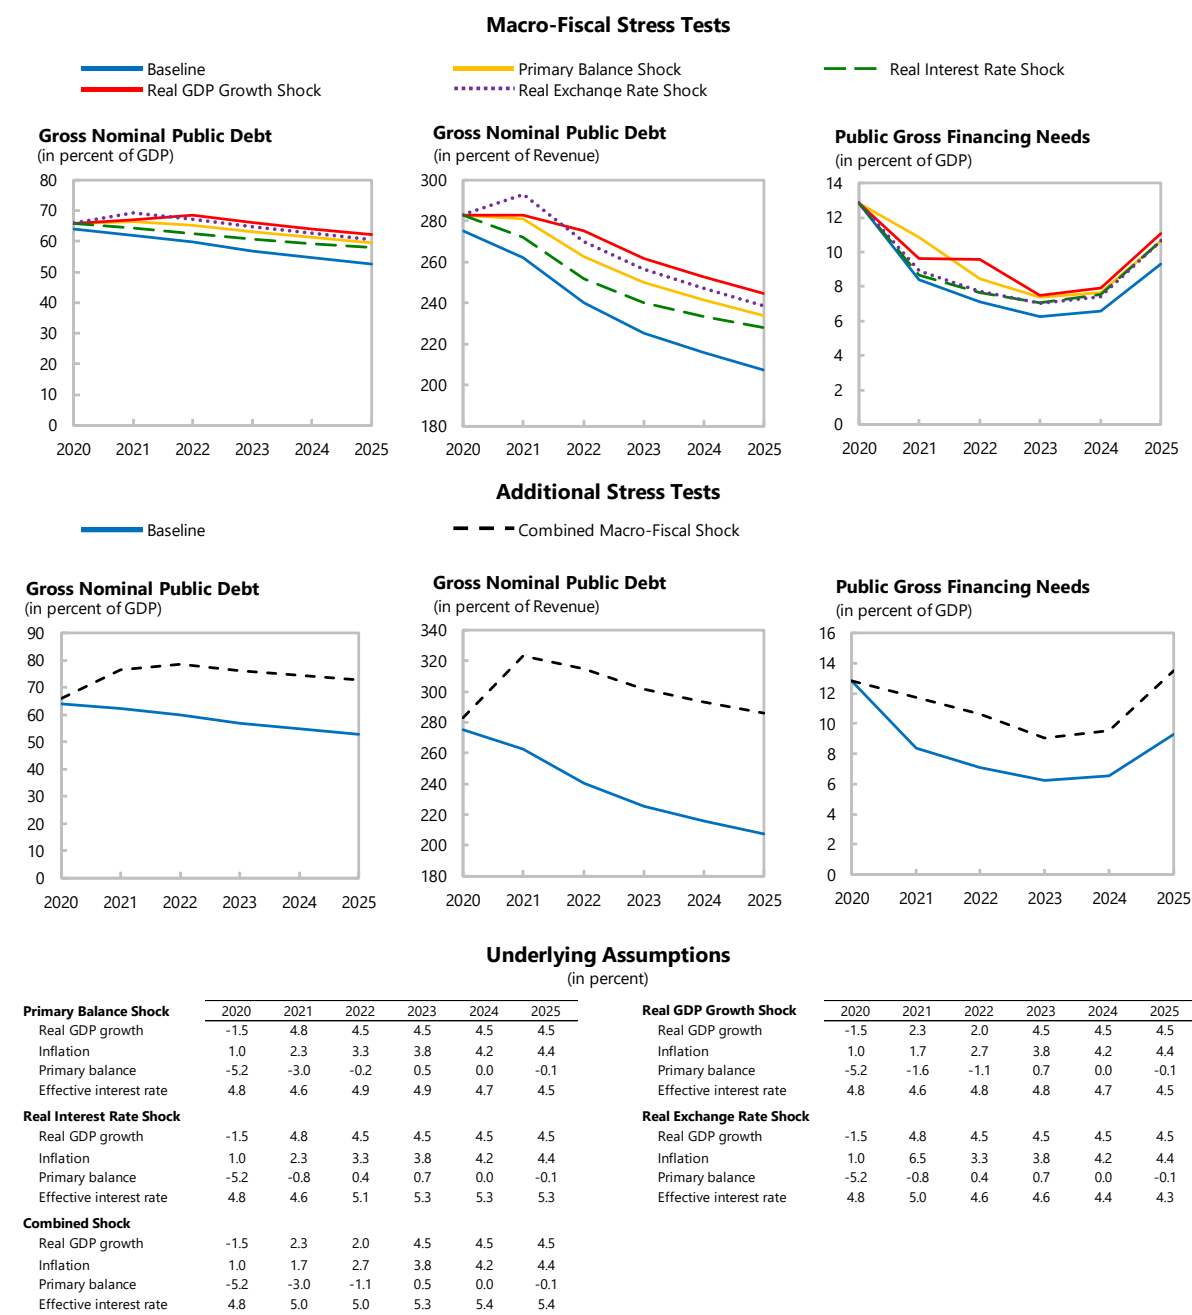 Macro-Fiscal Stress Tests
Baseline
Primary Balance Shock
Real Interest Rate Shock
Real GDP Growth Shock
Real Exchange Rate Shock
Gross Nominal Public Debt
(in percent of GDP)
80
70
60
50
40
30
20
10
0
2020 2021 2022 2023 2024 2025
Gross Nominal Public Debt
(in percent of Revenue)
300
280
260
240
220
200
180
2020 2021 2022 2023 2024 2025
Public Gross Financing Needs
(in percent of GDP)
14
12
10
8
6
4
2
0
2020 2021 2022 2023 2024 2025
Additional Stress Tests
Baseline
Combined Macro-Fiscal Shock
Gross Nominal Public Debt
(in percent of GDP)
90
80
70
60
50
40
30
20
10
0
2020 2021 2022 2023 2024 2025
Gross Nominal Public Debt
(in percent of Revenue)
340
320
300
280
260
240
220
200
180
2020 2021 2022 2023 2024 2025
Public Gross Financing Needs
(in percent of GDP)
16
14
12
10
8
6
4
2
0
2020 2021 2022 2023 2024 2025
Underlying Assumptions
(in percent)
Primary Balance Shock 2020 2021 2022 2023 2024 2025
Real GDP growth -1.5 4.8 4.5 4.5 4.5 4.5
Inflation 1.0 2.3 3.3 3.8 4.2 4.4
Primary balance -5.2 -3.0 -0.2 0.5 0.0 -0.1
Effective interest rate 4.8 4.6 4.9 4.9 4.7 4.5
Real Interest Rate Shock
Real GDP growth -1.5 4.8 4.5 4.5 4.5 4.5
Inflation 1.0 2.3 3.3 3.8 4.2 4.4
Primary balance -5.2 -0.8 0.4 0.7 0.0 -0.1
Effective interest rate 4.8 4.6 5.1 5.3 5.3 5.3
Combined Shock
Real GDP growth -1.5 2.3 2.0 4.5 4.5 4.5
Inflation 1.0 1.7 2.7 3.8 4.2 4.4
Primary balance -5.2 -3.0 -1.1 0.5 0.0 -0.1
Effective interest rate 4.8 5.0 5.0 5.3 5.4 5.4
Real GDP Growth Shock 2020 2021 2022 2023 2024 2025
Real GDP growth -1.5 2.3 2.0 4.5 4.5 4.5
Inflation 1.0 1.7 2.7 3.8 4.2 4.4
Primary balance -5.2 -1.6 -1.1 0.7 0.0 -0.1
Effective interest rate 4.8 4.6 4.8 4.8 4.7 4.5
Real Exchange Rate Shock
Real GDP growth -1.5 4.8 4.5 4.5 4.5 4.5
Inflation 1.0 6.5 3.3 3.8 4.2 4.4
Primary balance -5.2 -0.8 0.4 0.7 0.0 -0.1
Effective interest rate 4.8 5.0 4.6 4.6 4.4 4.3